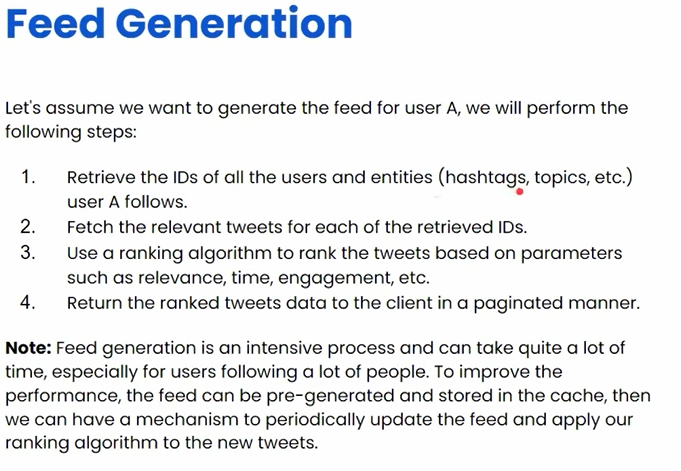 Feed Generation
Let's assume we want to generate the feed for user A, we will perform the
following steps:
1. Retrieve the IDs of all the users and entities (hashtags, topics, etc.)
user A follows.
2. Fetch the relevant tweets for each of the retrieved IDs.
3. Use a ranking algorithm to rank the tweets based on parameters
such as relevance, time, engagement, etc.
4. Return the ranked tweets data to the client in a paginated manner.
Note: Feed generation is an intensive process and can take quite a lot of
time, especially for users following a lot of people. To improve the
performance, the feed can be pre-generated and stored in the cache, then
we can have a mechanism to periodically update the feed and apply our
ranking algorithm to the new tweets.